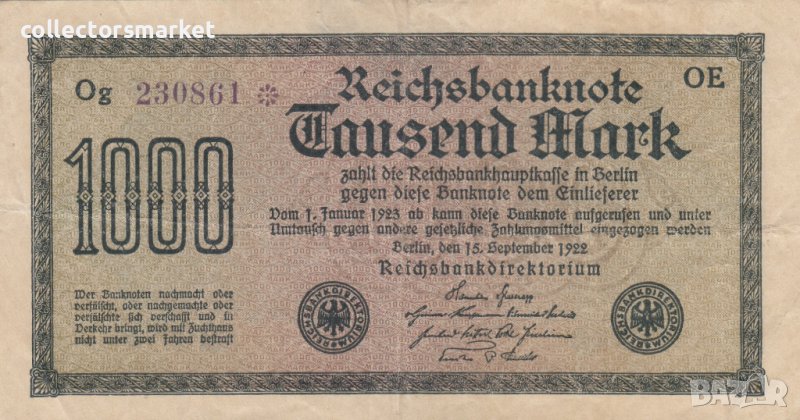 collectorsmarket
Og 230861 *
OE
Reichsbanknote
Tausend Mark
1000
zahlt die Reichsbankhauptkasse in Berlin
gegen diese Banknote dem Einlieferer
Vom 1. Januar 1923 ab kann diese Banknote aufgerufen und unter
Umtausch gegen andere gesetzliche Zahlungsmittel eingezogen werden
Berlin, den 15. September 1922
Reichsbankdirektorium
Wer Banknoten nachmacht oder
verfälscht, oder nachgemachte oder
verfälschte sich verschafft und in
Verkehr bringt, wird mit Zuchthaus
nicht unter zwei Jahren bestraft
REICHSBANKDIREKTORIUM
REICHSBANKDIREKTORIUM
BAZAR